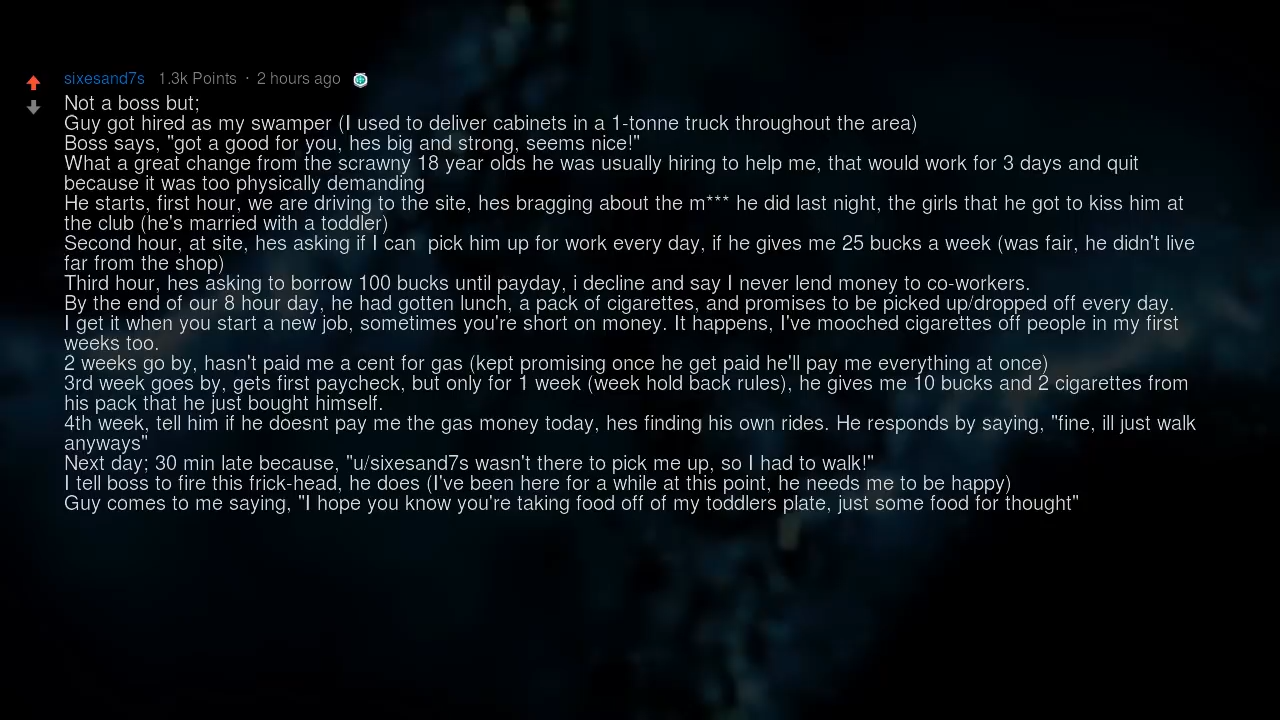 sixesand7s 1.3k Points · 2 hours ago
Not a boss but;
Guy got hired as my swamper (I used to deliver cabinets in a 1-tonne truck throughout the area)
Boss says, "got a good for you, hes big and strong, seems nice!"
What a great change from the scrawny 18 year olds he was usually hiring to help me, that would work for 3 days and quit
because it was too physically demanding
He starts, first hour, we are driving to the site, hes bragging about the m*** he did last night, the girls that he got to kiss him at
the club (he's married with a toddler)
Second hour, at site, hes asking if I can  pick him up for work every day, if he gives me 25 bucks a week (was fair, he didn't live
far from the shop)
Third hour, hes asking to borrow 100 bucks until payday, i decline and say I never lend money to co-workers.
By the end of our 8 hour day, he had gotten lunch, a pack of cigarettes, and promises to be picked up/dropped off every day.
I get it when you start a new job, sometimes you're short on money. It happens, I've mooched cigarettes off people in my first
weeks too.
2 weeks go by, hasn't paid me a cent for gas (kept promising once he get paid he'll pay me everything at once)
3rd week goes by, gets first paycheck, but only for 1 week (week hold back rules), he gives me 10 bucks and 2 cigarettes from
his pack that he just bought himself.
4th week, tell him if he doesnt pay me the gas money today, hes finding his own rides. He responds by saying, "fine, ill just walk
anyways"
Next day; 30 min late because, "u/sixesand7s wasn't there to pick me up, so I had to walk!"
I tell boss to fire this frick-head, he does (I've been here for a while at this point, he needs me to be happy)
Guy comes to me saying, "I hope you know you're taking food off of my toddlers plate, just some food for thought"